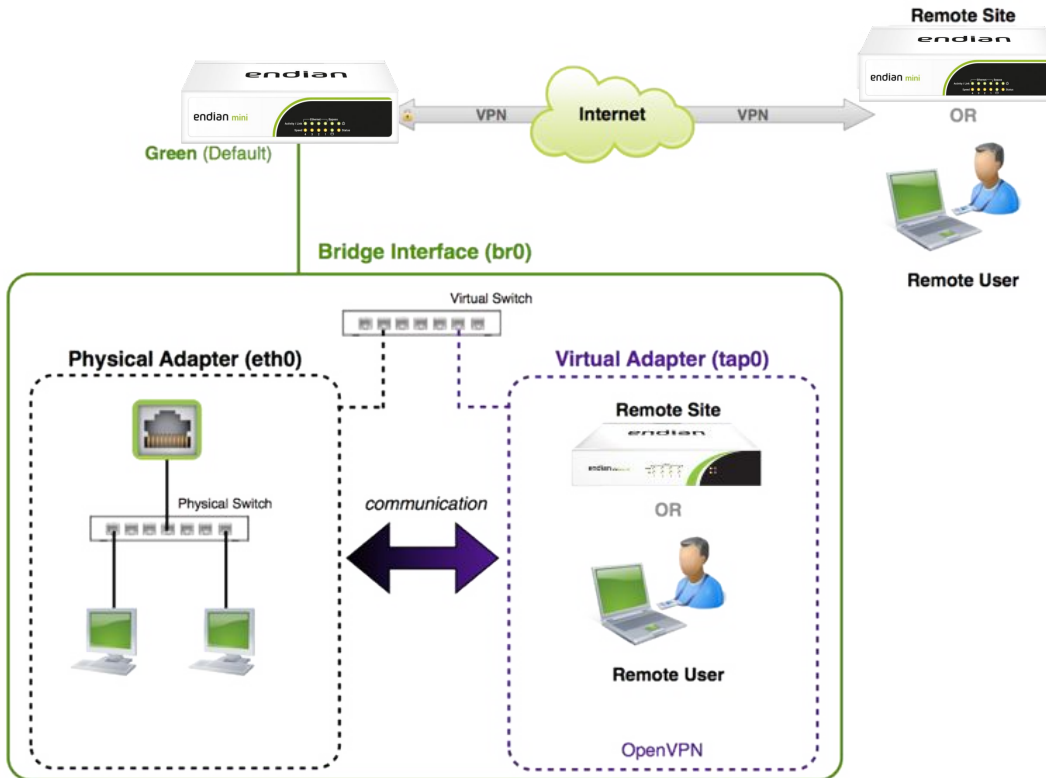 Remote Site
endian
endian
endian mini
endian mini
VPN
Internet
VPN
OR
Green (Default)
Remote User
Bridge Interface (br0)
Virtual Switch
Physical Adapter (eth0)
Virtual Adapter (tap0)
Remote Site
endian
endian
Physical Switch
communication
OR
Remote User
OpenVPN